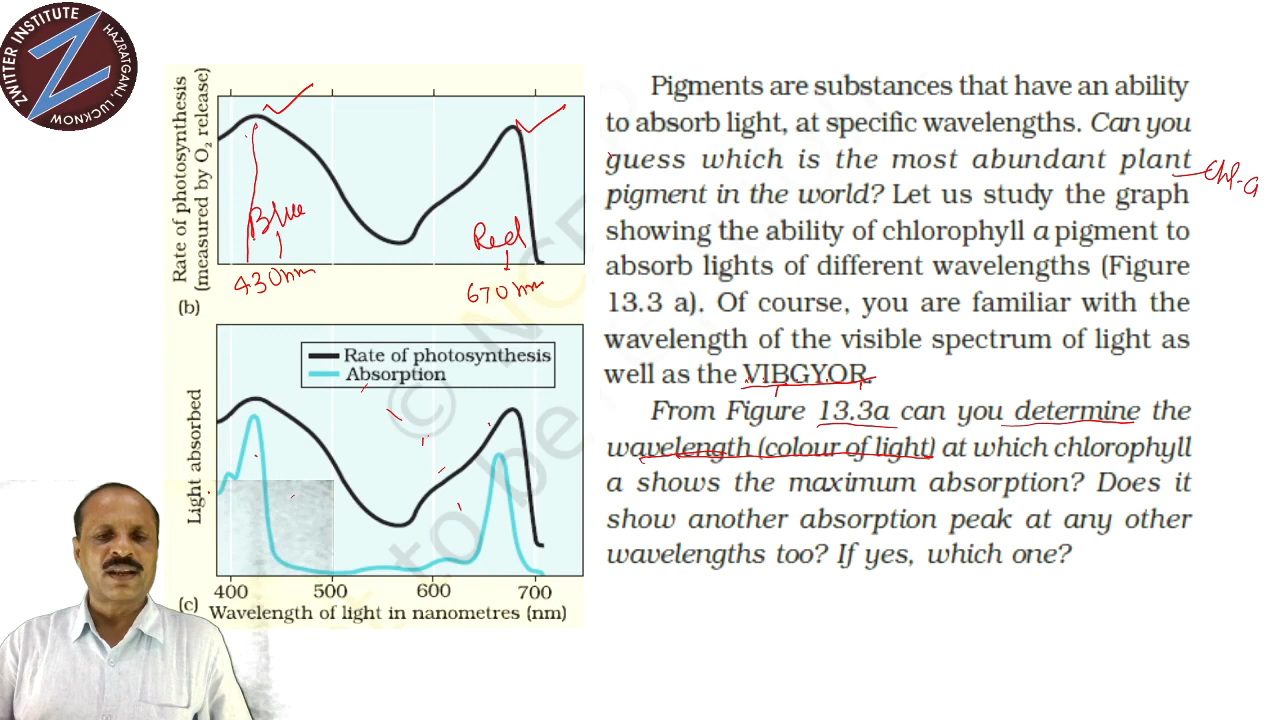 ZWITTER INSTITUTE
HAZRATGANJ, LUCKNOW
Z
Rate of photosynthesis
(measured by O₂ release)
Blue
430nm
Red
670nm
(b)
Rate of photosynthesis
Absorption
Light absorbed
400 500 600 700
(c) Wavelength of light in nanometres (nm)
Pigments are substances that have an ability
to absorb light, at specific wavelengths. Can you
guess which is the most abundant plant
Chl-a
pigment in the world? Let us study the graph
showing the ability of chlorophyll a pigment to
absorb lights of different wavelengths (Figure
13.3 a). Of course, you are familiar with the
wavelength of the visible spectrum of light as
well as the VIBGYOR.
From Figure 13.3a can you determine the
wavelength (colour of light) at which chlorophyll
a shows the maximum absorption? Does it
show another absorption peak at any other
wavelengths too? If yes, which one?
© NCE
to be